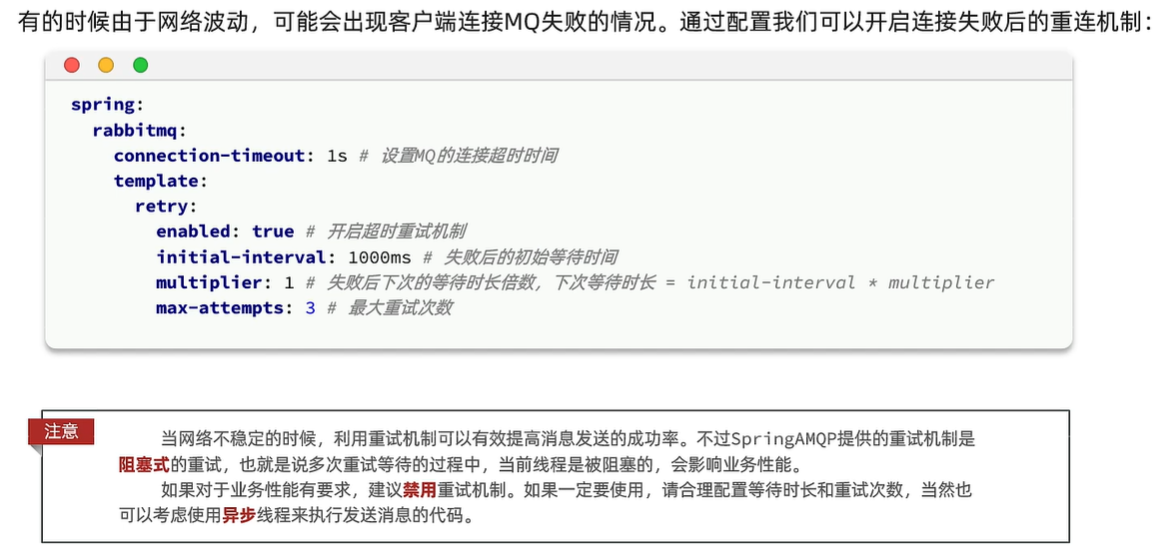 有的时候由于网络波动，可能会出现客户端连接MQ失败的情况。通过配置我们可以开启连接失败后的重连机制：
spring:
  rabbitmq:
    connection-timeout: 1s # 设置MQ的连接超时时间
    template:
      retry:
        enabled: true # 开启超时重试机制
        initial-interval: 1000ms # 失败后的初始等待时间
        multiplier: 1 # 失败后下次的等待时长倍数，下次等待时长 = initial-interval * multiplier
        max-attempts: 3 # 最大重试次数
注意
当网络不稳定的时候，利用重试机制可以有效提高消息发送的成功率。不过SpringAMQP提供的重试机制是
阻塞式的重试，也就是说多次重试等待的过程中，当前线程是被阻塞的，会影响业务性能。
如果对于业务性能有要求，建议禁用重试机制。如果一定要使用，请合理配置等待时长和重试次数，当然也
可以考虑使用异步线程来执行发送消息的代码。